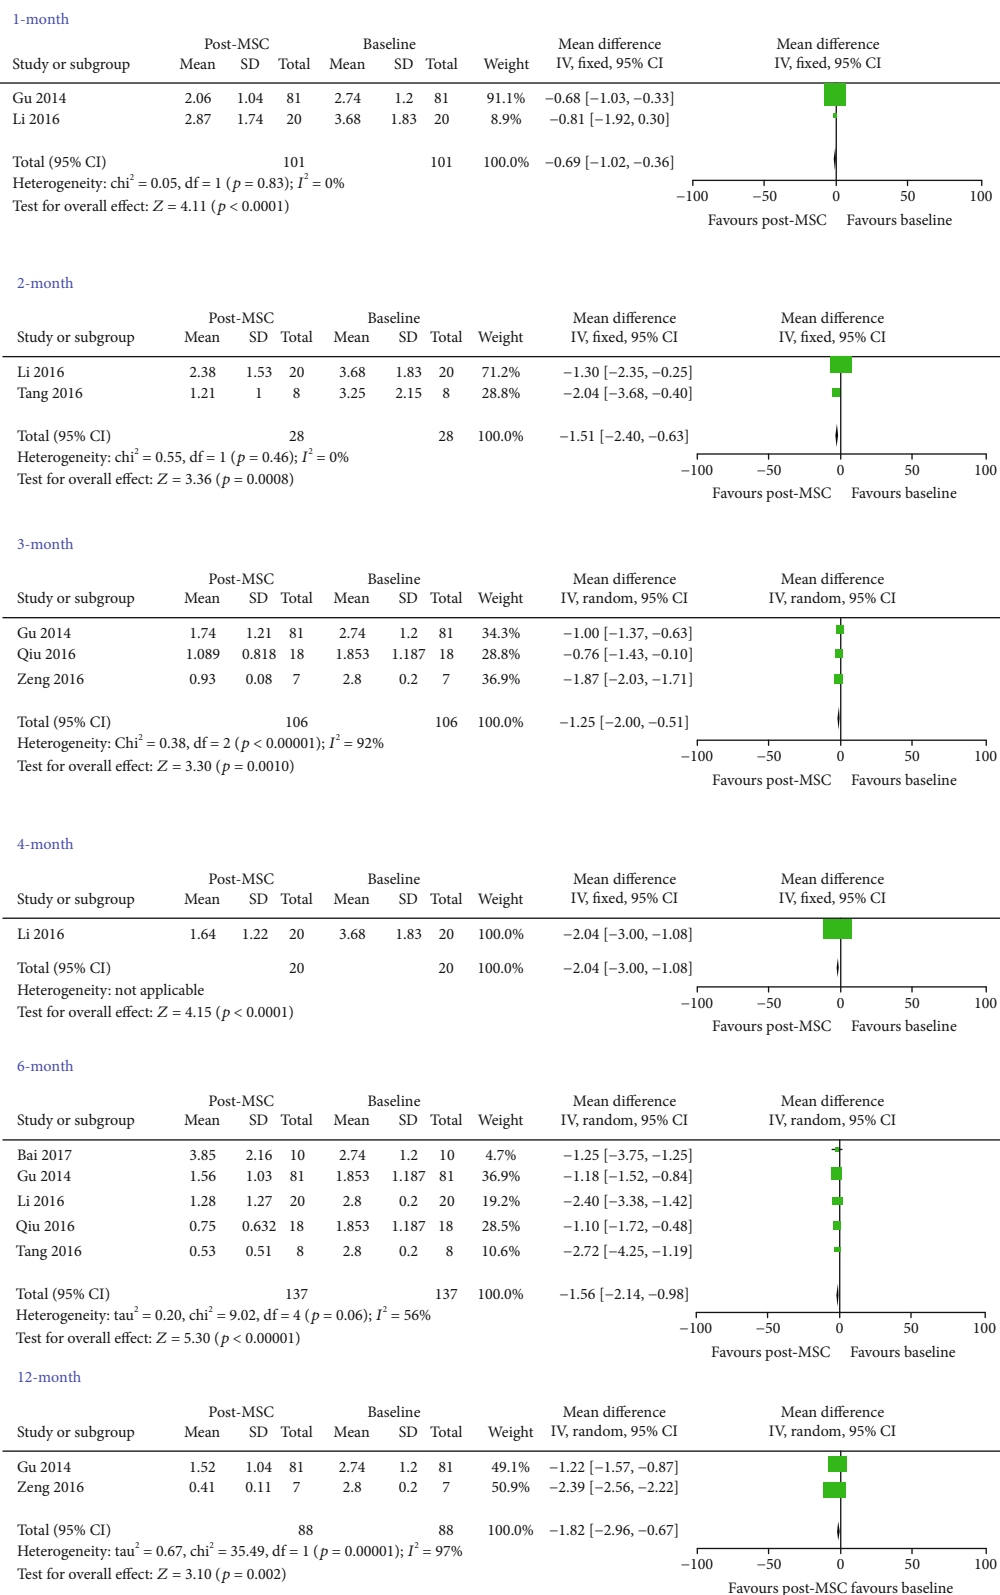 1-month
Post-MSC Baseline Mean difference Mean difference
Study or subgroup Mean SD Total Mean SD Total Weight IV, fixed, 95% CI IV, fixed, 95% CI
Gu 2014 2.06 1.04 81 2.74 1.2 81 91.1% −0.68 [−1.03, −0.33]
Li 2016 2.87 1.74 20 3.68 1.83 20 8.9% −0.81 [−1.92, 0.30]
Total (95% CI) 101 101 100.0% −0.69 [−1.02, −0.36]
Heterogeneity: chi² = 0.05, df = 1 (p = 0.83); I² = 0%
Test for overall effect: Z = 4.11 (p < 0.0001)
−100 −50 0 50 100
Favours post-MSC Favours baseline
2-month
Post-MSC Baseline Mean difference Mean difference
Study or subgroup Mean SD Total Mean SD Total Weight IV, fixed, 95% CI IV, fixed, 95% CI
Li 2016 2.38 1.53 20 3.68 1.83 20 71.2% −1.30 [−2.35, −0.25]
Tang 2016 1.21 1 8 3.25 2.15 8 28.8% −2.04 [−3.68, −0.40]
Total (95% CI) 28 28 100.0% −1.51 [−2.40, −0.63]
Heterogeneity: chi² = 0.55, df = 1 (p = 0.46); I² = 0%
Test for overall effect: Z = 3.36 (p = 0.0008)
−100 −50 0 50 100
Favours post-MSC Favours baseline
3-month
Post-MSC Baseline Mean difference Mean difference
Study or subgroup Mean SD Total Mean SD Total Weight IV, random, 95% CI IV, random, 95% CI
Gu 2014 1.74 1.21 81 2.74 1.2 81 34.3% −1.00 [−1.37, −0.63]
Qiu 2016 1.089 0.818 18 1.853 1.187 18 28.8% −0.76 [−1.43, −0.10]
Zeng 2016 0.93 0.08 7 2.8 0.2 7 36.9% −1.87 [−2.03, −1.71]
Total (95% CI) 106 106 100.0% −1.25 [−2.00, −0.51]
Heterogeneity: Chi² = 0.38, df = 2 (p < 0.00001); I² = 92%
Test for overall effect: Z = 3.30 (p = 0.0010)
−100 −50 0 50 100
Favours post-MSC Favours baseline
4-month
Post-MSC Baseline Mean difference Mean difference
Study or subgroup Mean SD Total Mean SD Total Weight IV, fixed, 95% CI IV, fixed, 95% CI
Li 2016 1.64 1.22 20 3.68 1.83 20 100.0% −2.04 [−3.00, −1.08]
Total (95% CI) 20 20 100.0% −2.04 [−3.00, −1.08]
Heterogeneity: not applicable
Test for overall effect: Z = 4.15 (p < 0.0001)
−100 −50 0 50 100
Favours post-MSC Favours baseline
6-month
Post-MSC Baseline Mean difference Mean difference
Study or subgroup Mean SD Total Mean SD Total Weight IV, random, 95% CI IV, random, 95% CI
Bai 2017 3.85 2.16 10 2.74 1.2 10 4.7% −1.25 [−3.75, −1.25]
Gu 2014 1.56 1.03 81 1.853 1.187 81 36.9% −1.18 [−1.52, −0.84]
Li 2016 1.28 1.27 20 2.8 0.2 20 19.2% −2.40 [−3.38, −1.42]
Qiu 2016 0.75 0.632 18 1.853 1.187 18 28.5% −1.10 [−1.72, −0.48]
Tang 2016 0.53 0.51 8 2.8 0.2 8 10.6% −2.72 [−4.25, −1.19]
Total (95% CI) 137 137 100.0% −1.56 [−2.14, −0.98]
Heterogeneity: tau² = 0.20, chi² = 9.02, df = 4 (p = 0.06); I² = 56%
Test for overall effect: Z = 5.30 (p < 0.00001)
−100 −50 0 50 100
Favours post-MSC Favours baseline
12-month
Post-MSC Baseline Mean difference Mean difference
Study or subgroup Mean SD Total Mean SD Total Weight IV, random, 95% CI IV, random, 95% CI
Gu 2014 1.52 1.04 81 2.74 1.2 81 49.1% −1.22 [−1.57, −0.87]
Zeng 2016 0.41 0.11 7 2.8 0.2 7 50.9% −2.39 [−2.56, −2.22]
Total (95% CI) 88 88 100.0% −1.82 [−2.96, −0.67]
Heterogeneity: tau² = 0.67, chi² = 35.49, df = 1 (p = 0.00001); I² = 97%
Test for overall effect: Z = 3.10 (p = 0.002)
−100 −50 0 50 100
Favours post-MSC favours baseline